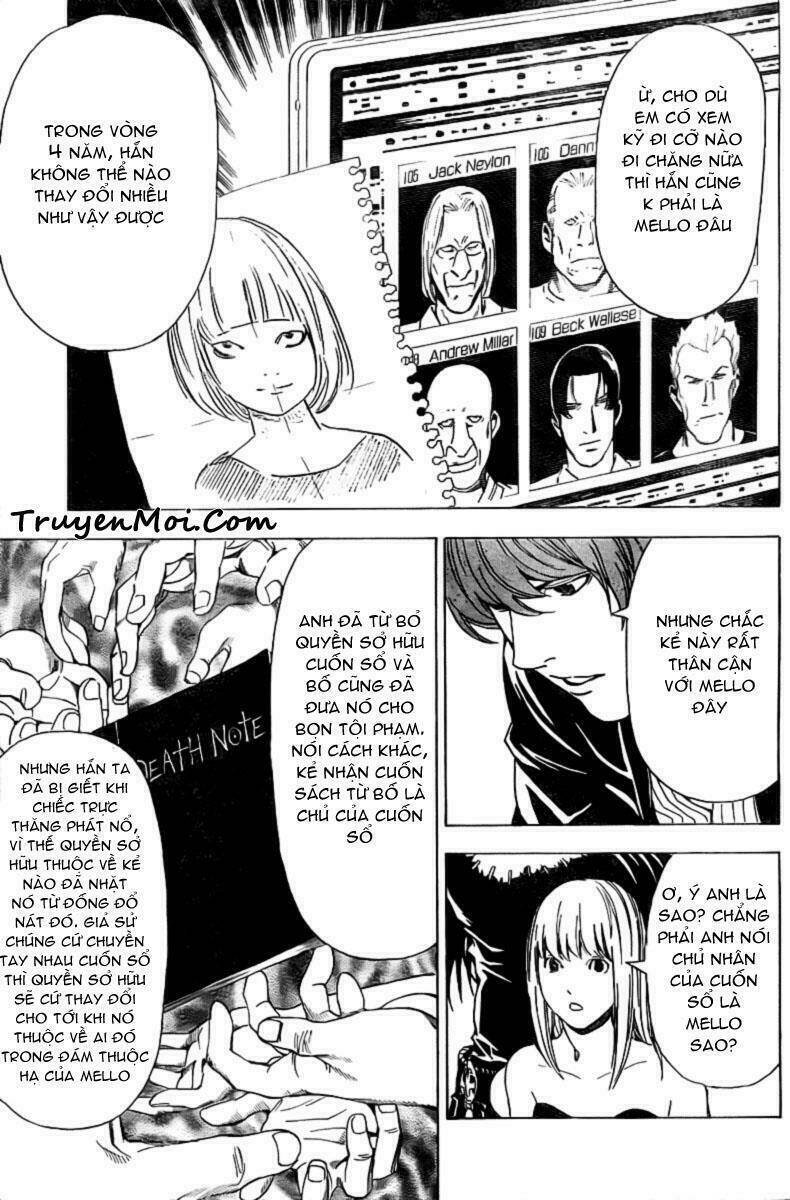 Ừ, CHO DÙ
EM CÓ XEM
KỸ ĐI CỠ NÀO
ĐI CHĂNG NỮA
THÌ HẮN CŨNG
K PHẢI LÀ
MELLO ĐÂU
TRONG VÒNG
4 NĂM, HẮN
KHÔNG THỂ NÀO
THAY ĐỔI NHIỀU
NHƯ VẬY ĐƯỢC
105 Jack Neylon
106 Dann
Andrew Millar
109 Beck Wallese
TruyenMoi.Com
NHƯNG CHẮC
KẺ NÀY RẤT
THÂN CẬN
VỚI MELLO
ĐÂY
Ơ, Ý ANH LÀ
SAO? CHẲNG
PHẢI ANH NÓI
CHỦ NHÂN
CỦA CUỐN
SỔ LÀ
MELLO
SAO?
ANH ĐÃ TỪ BỎ
QUYỀN SỞ HỮU
CUỐN SỔ VÀ
BỐ CŨNG ĐÃ
ĐƯA NÓ CHO
BỌN TỘI PHẠM.
NÓI CÁCH KHÁC,
KẺ NHẬN CUỐN
SÁCH TỪ BỐ LÀ
CHỦ CỦA CUỐN
SỔ
DEATH NOTE
NHƯNG HẮN TA
ĐÃ BỊ GIẾT KHI
CHIẾC TRỰC
THĂNG PHÁT NỔ,
VÌ THẾ QUYỀN SỞ
HỮU THUỘC VỀ KẺ
NÀO ĐÃ NHẶT
NÓ TỪ ĐỐNG ĐỔ
NÁT ĐÓ. GIẢ SỬ
CHÚNG CỨ CHUYỀN
TAY NHAU CUỐN SỔ
THÌ QUYỀN SỞ HỮU
SẼ CỨ THAY ĐỔI
CHO TỚI KHI NÓ
THUỘC VỀ AI ĐÓ
TRONG ĐÁM THUỘC
HẠ CỦA MELLO